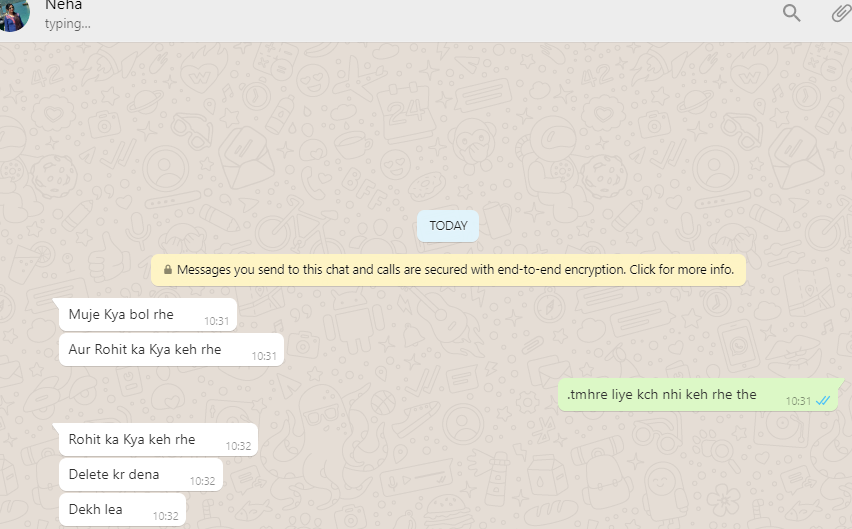 Neha
typing...
TODAY
Messages you send to this chat and calls are secured with end-to-end encryption. Click for more info.
Muje Kya bol rhe 10:31
Aur Rohit ka Kya keh rhe 10:31
.tmhre liye kch nhi keh rhe the 10:31
Rohit ka Kya keh rhe 10:32
Delete kr dena 10:32
Dekh lea 10:32